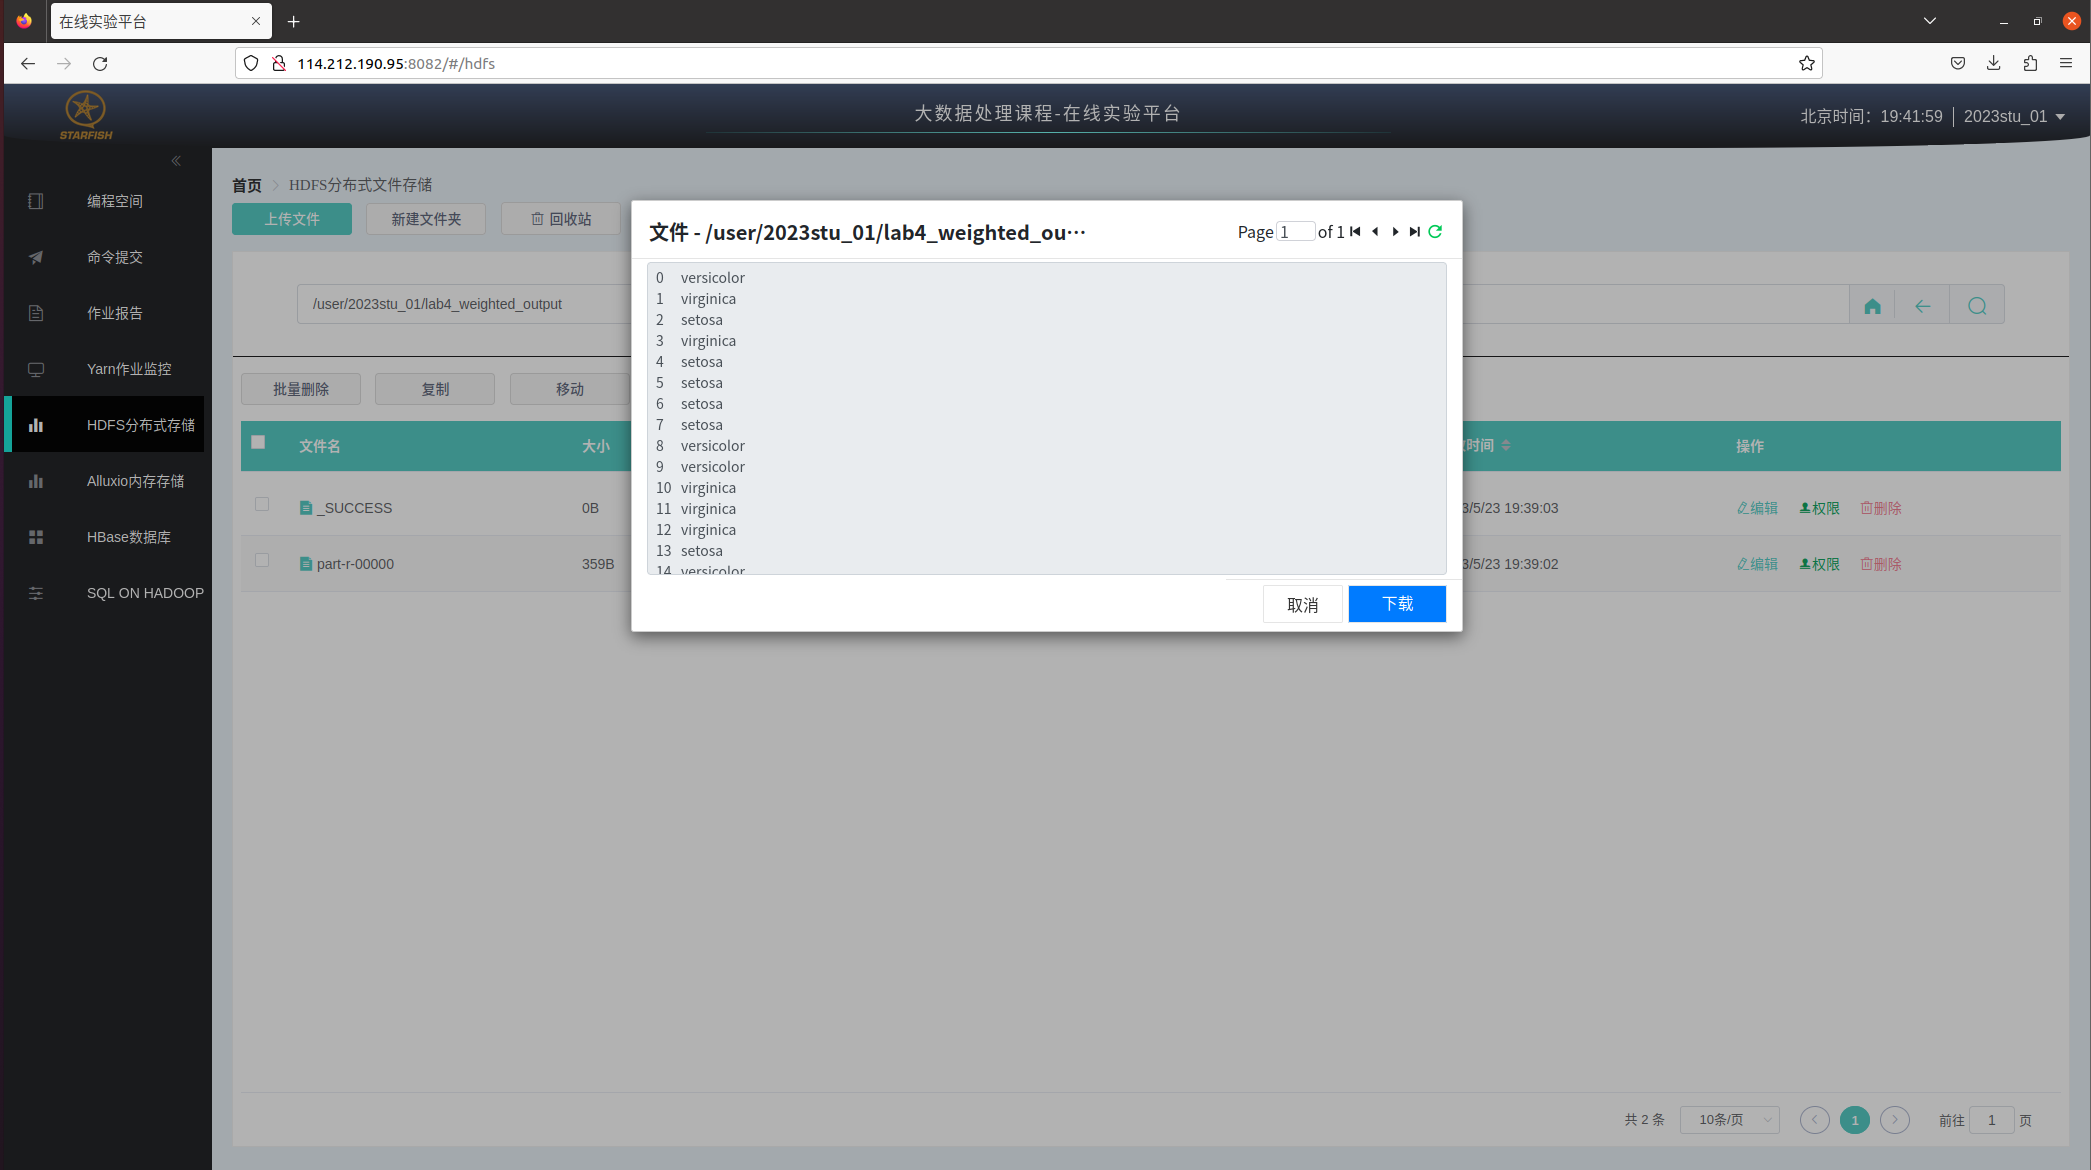 在线实验平台
114.212.190.95:8082/#/hdfs
STARFISH
大数据处理课程-在线实验平台
北京时间：19:41:59
2023stu_01
编程空间
命令提交
作业报告
Yarn作业监控
HDFS分布式存储
Alluxio内存存储
HBase数据库
SQL ON HADOOP
首页
HDFS分布式文件存储
上传文件
新建文件夹
回收站
/user/2023stu_01/lab4_weighted_output
批量删除
复制
移动
文件名
大小
时间
操作
_SUCCESS
0B
3/5/23 19:39:03
编辑
权限
删除
part-r-00000
359B
3/5/23 19:39:02
编辑
权限
删除
文件 - /user/2023stu_01/lab4_weighted_ou…
Page 1 of 1
0 versicolor
1 virginica
2 setosa
3 virginica
4 setosa
5 setosa
6 setosa
7 setosa
8 versicolor
9 versicolor
10 virginica
11 virginica
12 virginica
13 setosa
14 versicolor
取消
下载
共 2 条
10条/页
1
前往 1 页